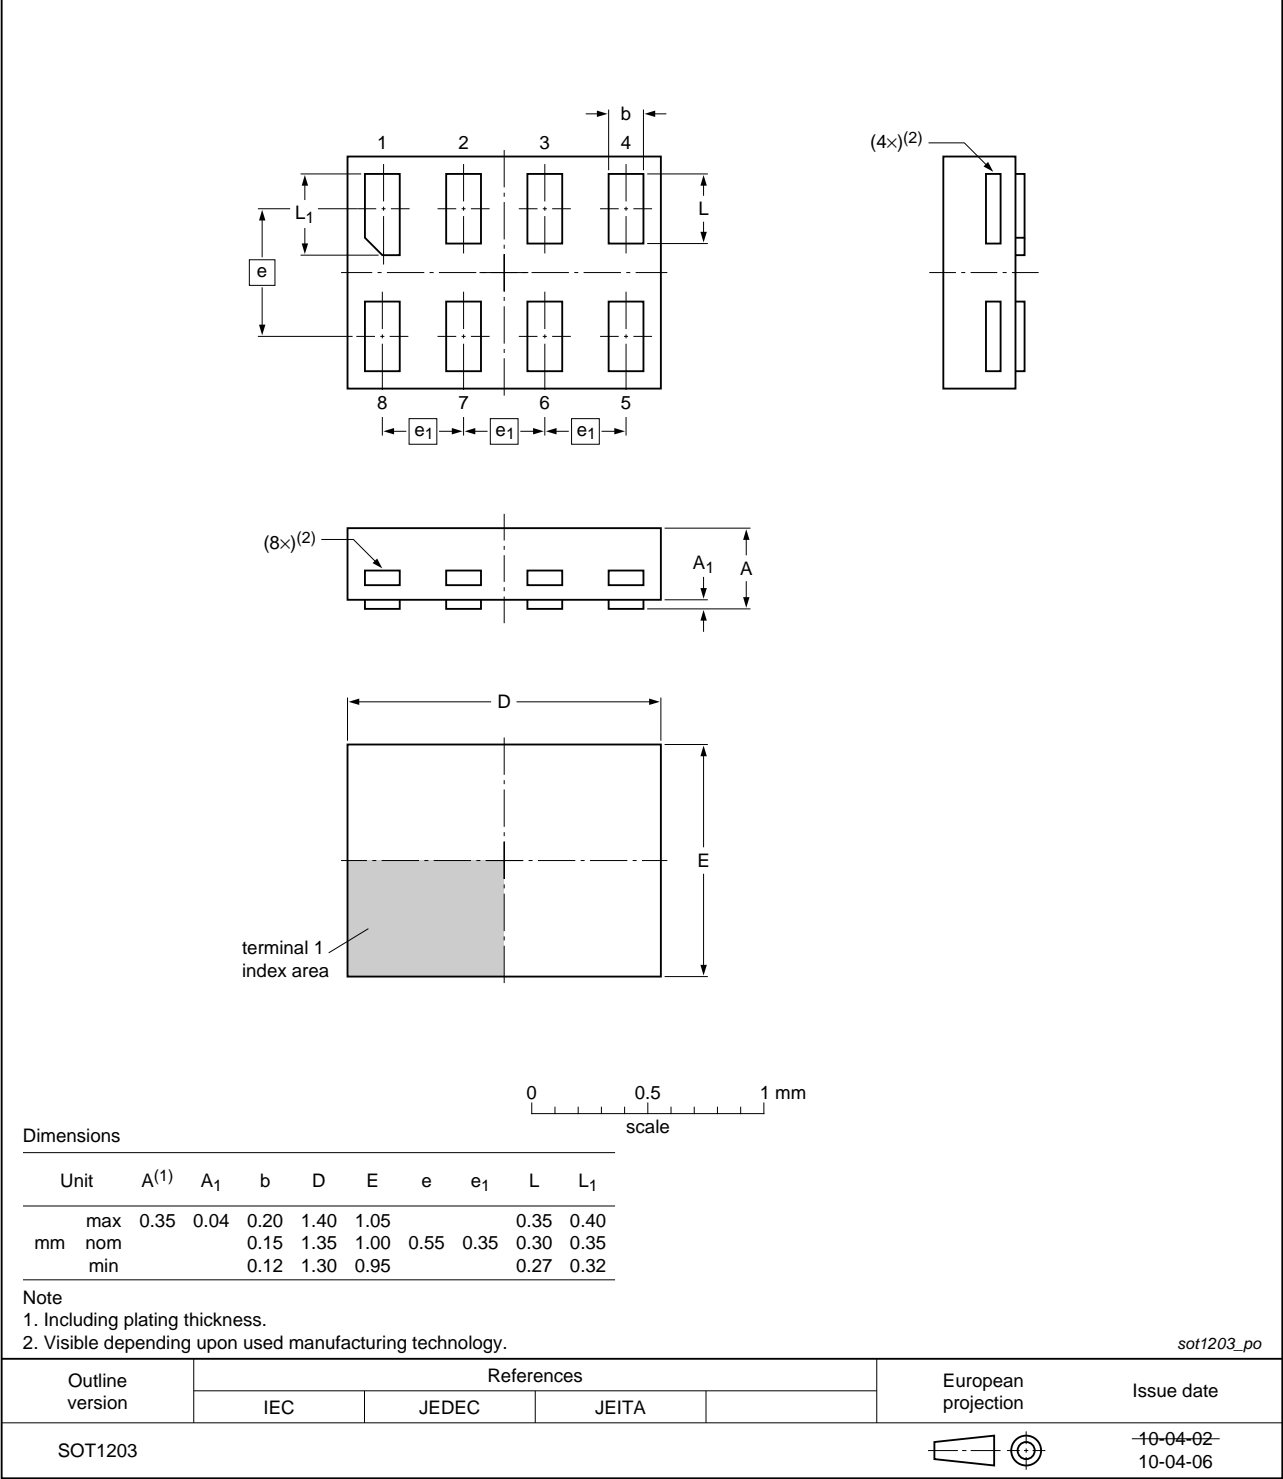 b
1 2 3 4
(4×)(2)
L1
L
e
8 7 6 5
e1 e1 e1
(8×)(2)
A1
A
D
E
terminal 1
index area
0 0.5 1 mm
scale
Dimensions
Unit A(1) A1 b D E e e1 L L1
max 0.35 0.04 0.20 1.40 1.05 0.35 0.40
mm nom 0.15 1.35 1.00 0.55 0.35 0.30 0.35
min 0.12 1.30 0.95 0.27 0.32
Note
1. Including plating thickness.
2. Visible depending upon used manufacturing technology.
sot1203_po
Outline
version
References
IEC JEDEC JEITA
European
projection
Issue date
SOT1203
10-04-02
10-04-06